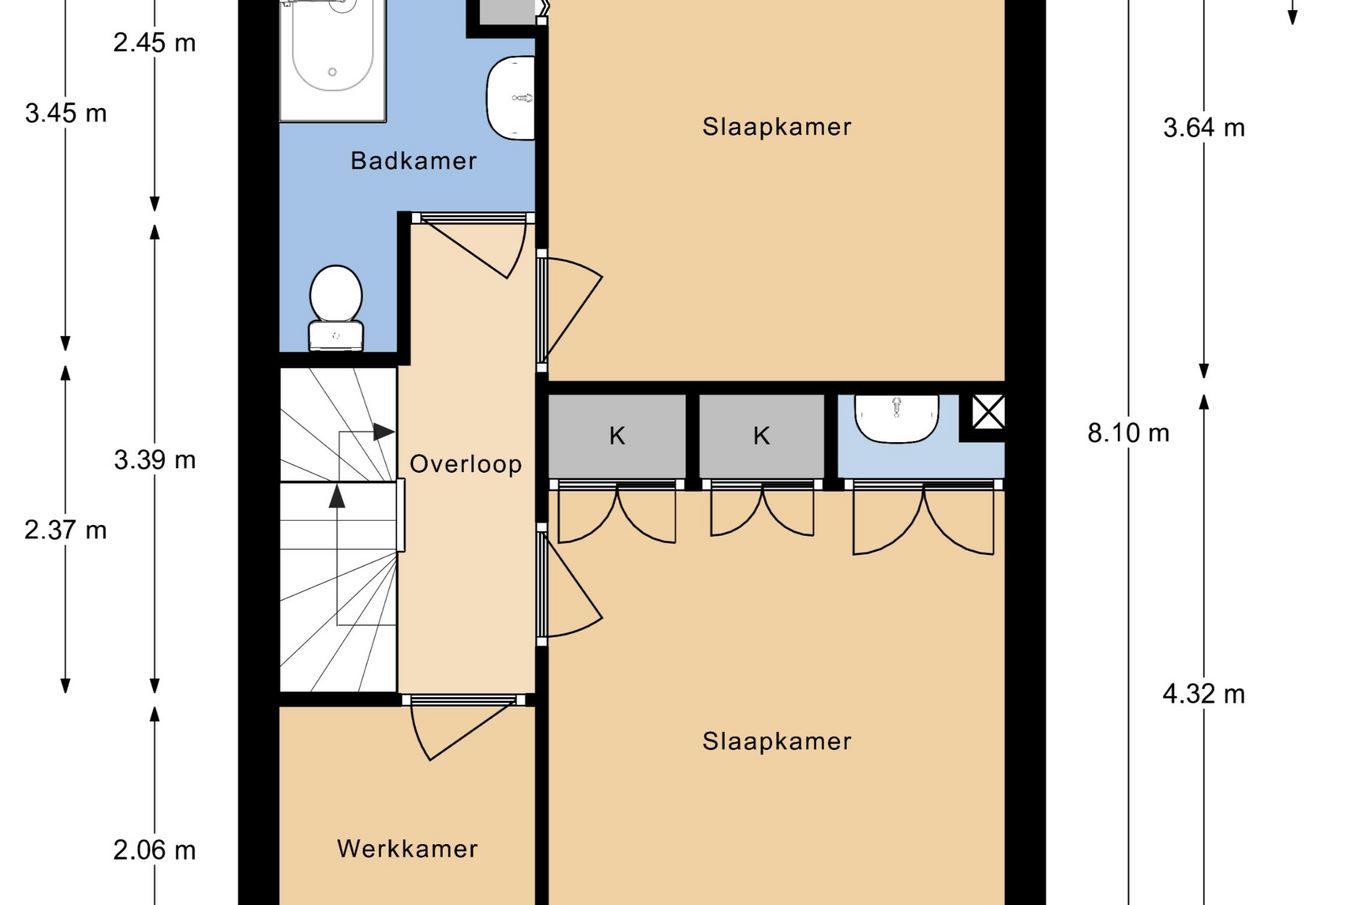 2.45 m
3.45 m
Slaapkamer
3.64 m
Badkamer
8.10 m
K
K
3.39 m
Overloop
2.37 m
4.32 m
Slaapkamer
2.06 m
Werkkamer